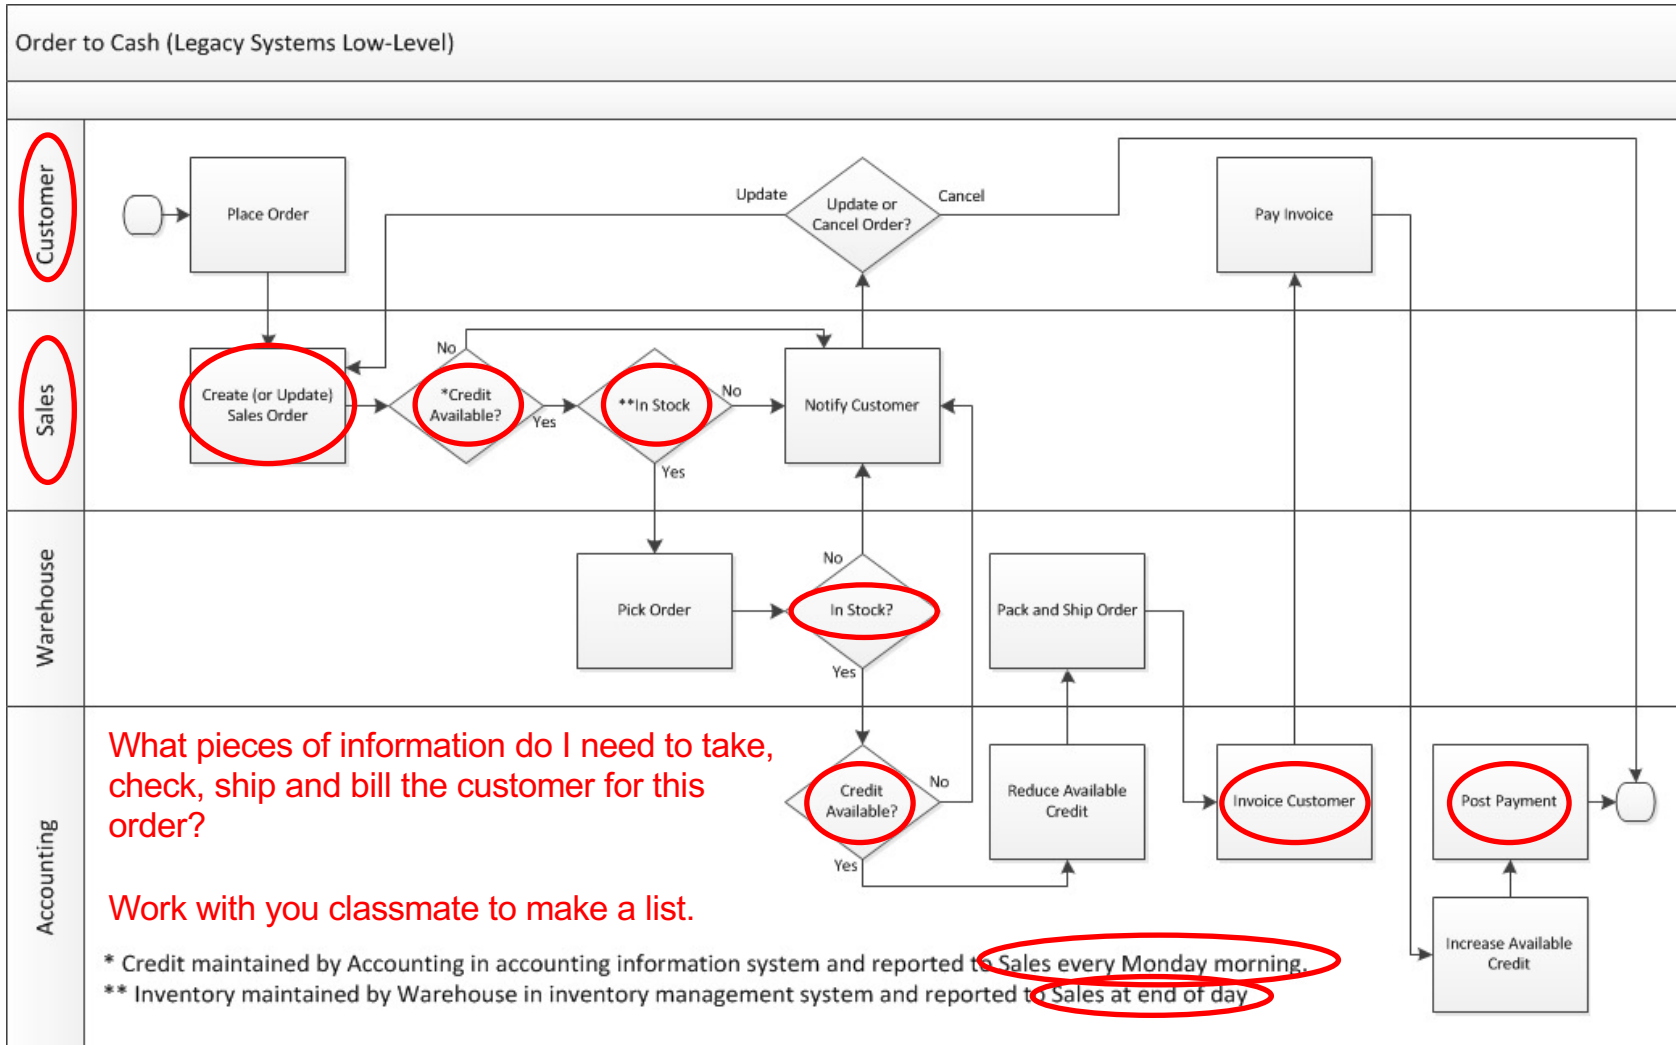 Order to Cash (Legacy Systems Low-Level)
Customer
Place Order
Update
Update or
Cancel Order?
Cancel
Pay Invoice
Sales
Create (or Update)
Sales Order
No
*Credit
Available?
Yes
**In Stock
No
Yes
Notify Customer
Warehouse
Pick Order
No
In Stock?
Yes
Pack and Ship Order
Accounting
What pieces of information do I need to take,
check, ship and bill the customer for this
order?
Work with you classmate to make a list.
Credit
Available?
No
Yes
Reduce Available
Credit
Invoice Customer
Post Payment
Increase Available
Credit
* Credit maintained by Accounting in accounting information system and reported to Sales every Monday morning.
** Inventory maintained by Warehouse in inventory management system and reported to Sales at end of day